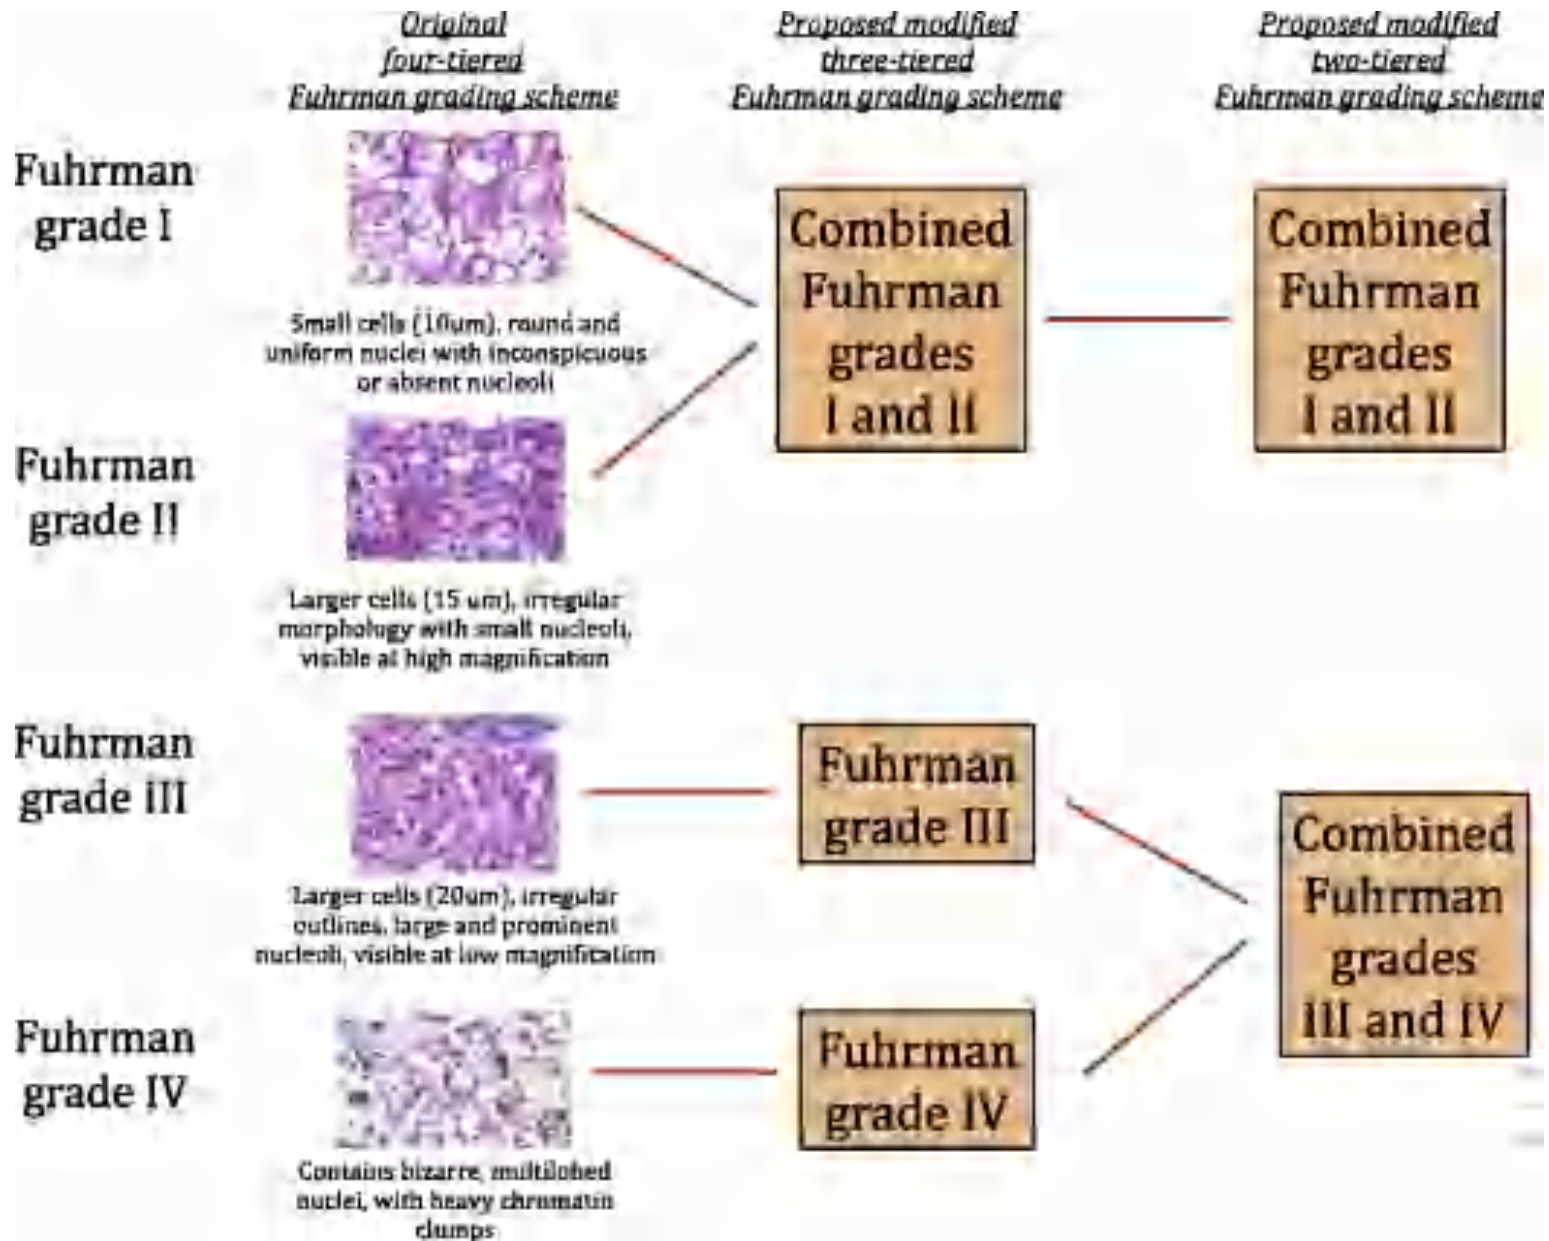 Original
four-tiered
Fuhrman grading scheme
Proposed modified
three-tiered
Fuhrman grading scheme
Proposed modified
two-tiered
Fuhrman grading scheme
Fuhrman
grade I
Small cells (10um), round and
uniform nuclei with inconspicuous
or absent nucleoli
Combined
Fuhrman
grades
I and II
Combined
Fuhrman
grades
I and II
Fuhrman
grade II
Larger cells (15 um), irregular
morphology with small nucleoli,
visible at high magnification
Fuhrman
grade III
Larger cells (20um), irregular
outlines, large and prominent
nucleoli, visible at low magnification
Fuhrman
grade III
Combined
Fuhrman
grades
III and IV
Fuhrman
grade IV
Contains bizarre, multilobed
nuclei, with heavy chromatin
clumps
Fuhrman
grade IV